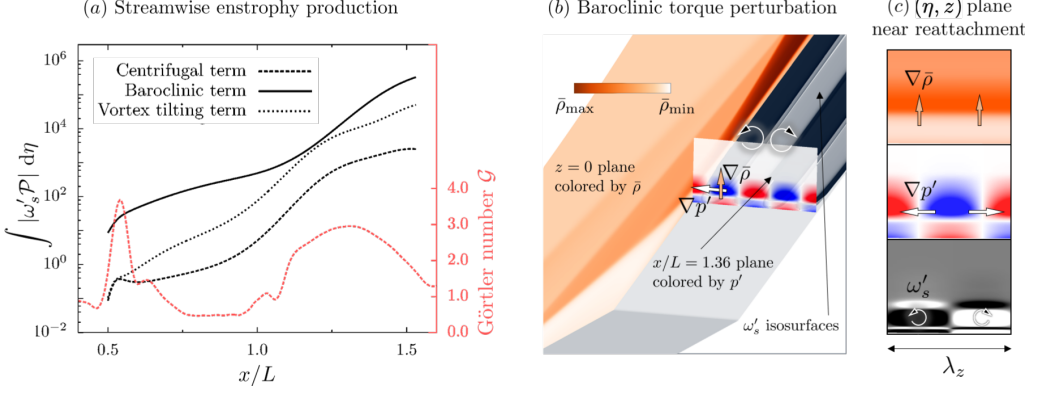 (a) Streamwise enstrophy production
10^6
10^4
10^2
10^0
10^−2
∫ |ω′_s 𝒫| dη
Centrifugal term
Baroclinic term
Vortex tilting term
4.0
3.0
2.0
1.0
0.0
Görtler number 𝒢
0.5
1.0
1.5
x/L
(b) Baroclinic torque perturbation
ρ̄_max
ρ̄_min
z = 0 plane
colored by ρ̄
∇ρ̄
∇p′
x/L = 1.36 plane
colored by p′
ω′_s isosurfaces
(c) (η, z) plane
near reattachment
∇ρ̄
∇p′
ω′_s
λ_z